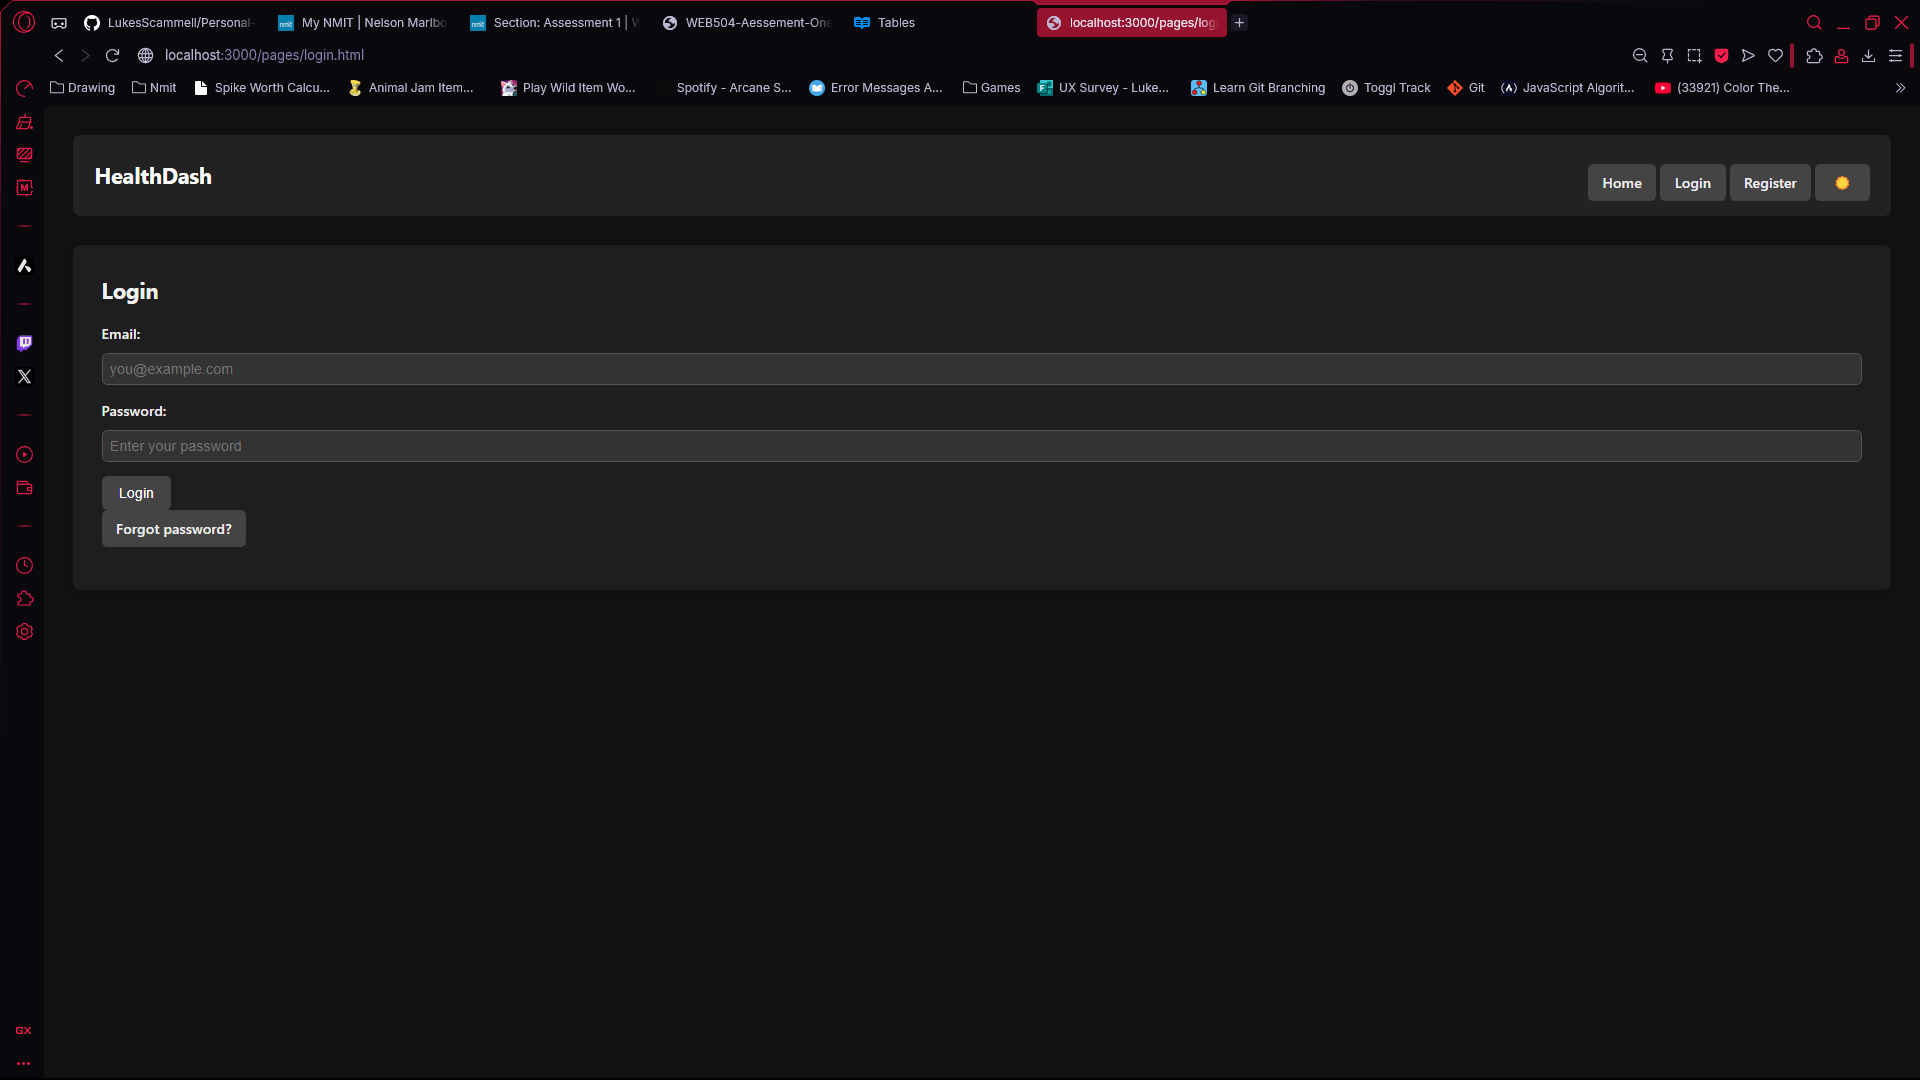 LukesScammell/Personal-
My NMIT | Nelson Marlbo
Section: Assessment 1 |
WEB504-Aessement-One
Tables
localhost:3000/pages/log
localhost:3000/pages/login.html
Drawing
Nmit
Spike Worth Calcu...
Animal Jam Item...
Play Wild Item Wo...
Spotify - Arcane S...
Error Messages A...
Games
UX Survey - Luke...
Learn Git Branching
Toggl Track
Git
JavaScript Algorit...
(33921) Color The...
HealthDash
Home
Login
Register
Login
Email:
you@example.com
Password:
Enter your password
Login
Forgot password?
GX